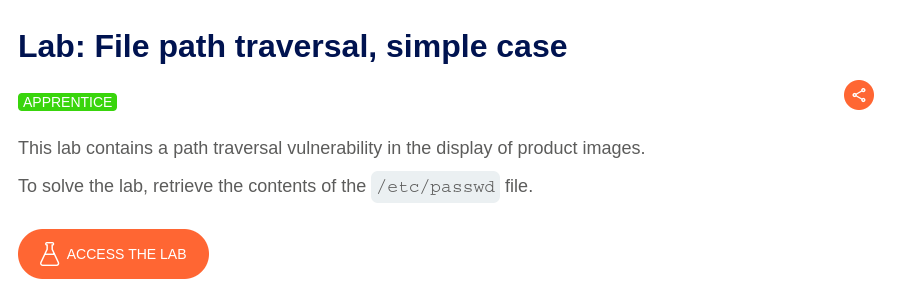 Lab: File path traversal, simple case
APPRENTICE
This lab contains a path traversal vulnerability in the display of product images.
To solve the lab, retrieve the contents of the /etc/passwd file.
ACCESS THE LAB